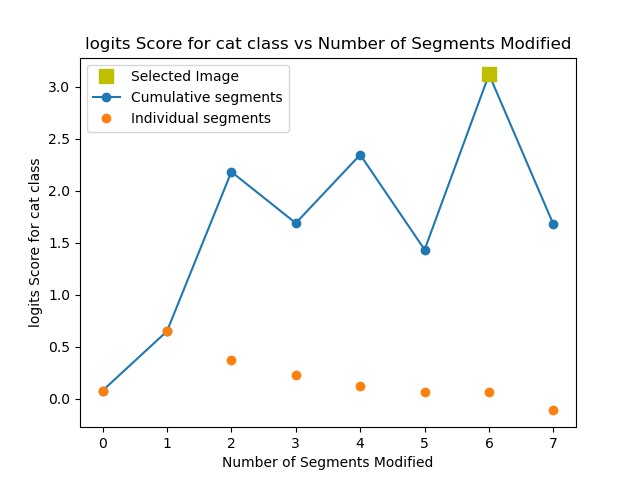 logits Score for cat class vs Number of Segments Modified
Selected Image
Cumulative segments
Individual segments
logits Score for cat class
3.0
2.5
2.0
1.5
1.0
0.5
0.0
0 1 2 3 4 5 6 7
Number of Segments Modified